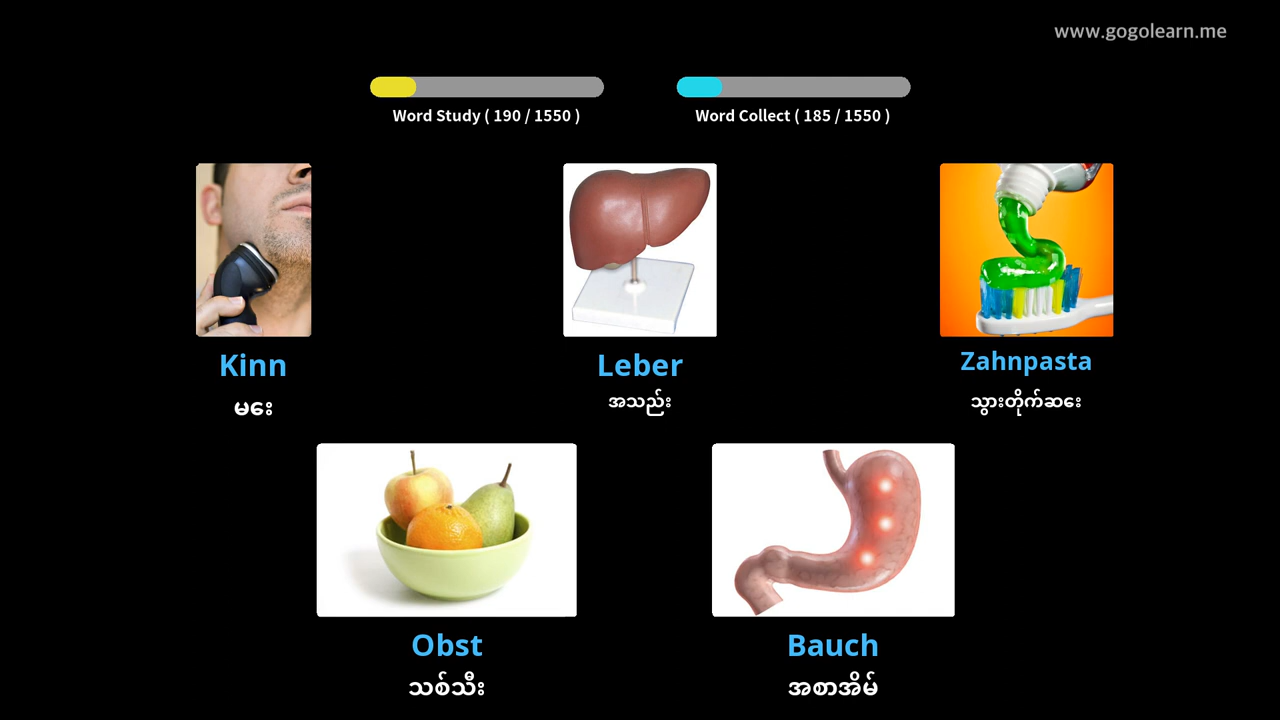 www.gogolearn.me
Word Study ( 190 / 1550 )
Word Collect ( 185 / 1550 )
Kinn
မေး
Leber
အသည်း
Zahnpasta
သွားတိုက်ဆေး
Obst
သစ်သီး
Bauch
အစာအိမ်